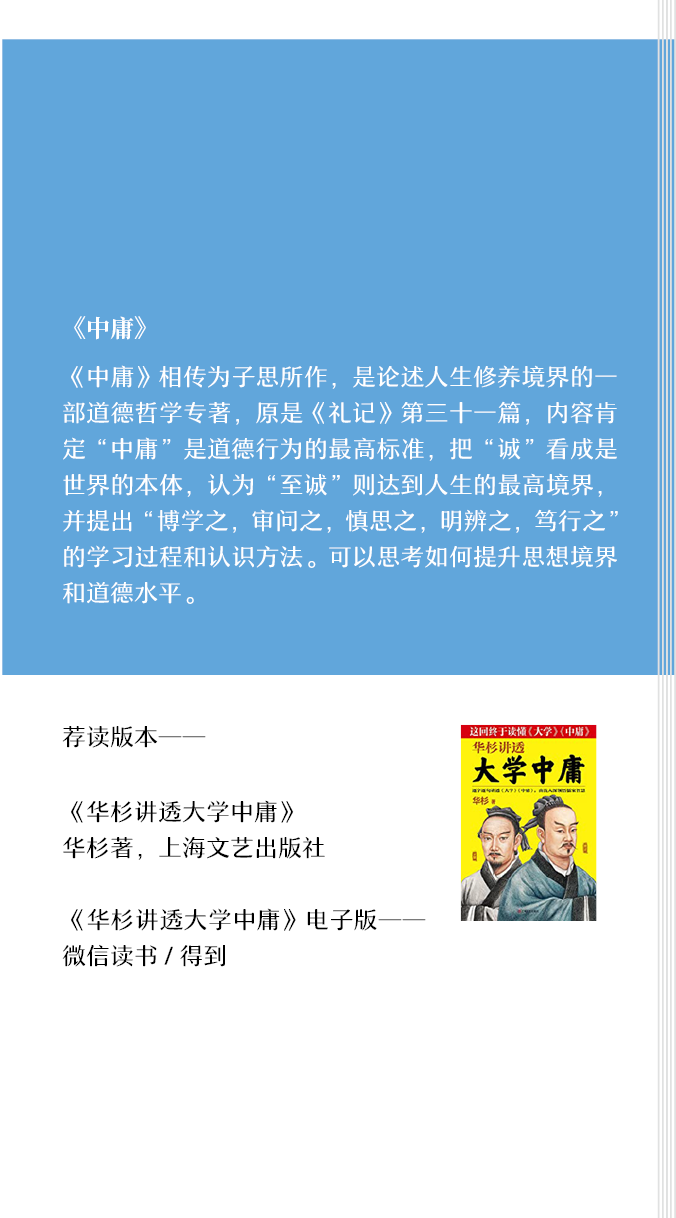 《中庸》
《中庸》相传为子思所作，是论述人生修养境界的一
部道德哲学专著，原是《礼记》第三十一篇，内容肯
定“中庸”是道德行为的最高标准，把“诚”看成是
世界的本体，认为“至诚”则达到人生的最高境界，
并提出“博学之，审问之，慎思之，明辨之，笃行之”
的学习过程和认识方法。可以思考如何提升思想境界
和道德水平。
荐读版本——
《华杉讲透大学中庸》
华杉著，上海文艺出版社
《华杉讲透大学中庸》电子版——
微信读书 / 得到
这回终于读懂《大学》《中庸》
华杉讲透
大学中庸
华杉 著